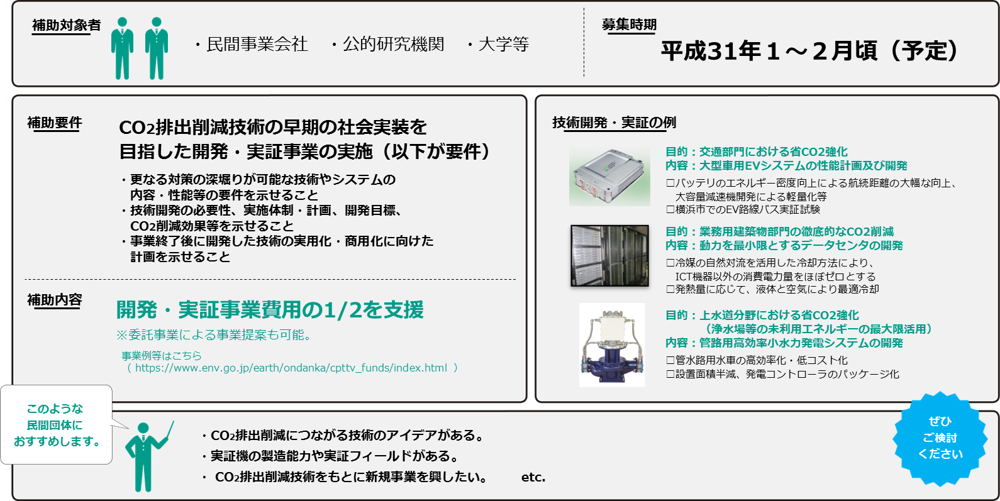 補助対象者
・民間事業会社　・公的研究機関　・大学等
募集時期
平成31年１～２月頃（予定）
補助要件
CO2排出削減技術の早期の社会実装を
目指した開発・実証事業の実施（以下が要件）
・更なる対策の深堀りが可能な技術やシステムの
内容・性能等の要件を示せること
・技術開発の必要性、実施体制・計画、開発目標、
CO2削減効果等を示せること
・事業終了後に開発した技術の実用化・商用化に向けた
計画を示せること
補助内容
開発・実証事業費用の1/2を支援
※委託事業による事業提案も可能。
事業例等はこちら
（ https://www.env.go.jp/earth/ondanka/cpttv_funds/index.html ）
技術開発・実証の例
目的：交通部門における省CO2強化
内容：大型車用EVシステムの性能計画及び開発
□バッテリのエネルギー密度向上による航続距離の大幅な向上、
大容量減速機開発による軽量化等
□横浜市でのEV路線バス実証試験
目的：業務用建築物部門の徹底的なCO2削減
内容：動力を最小限とするデータセンタの開発
□冷媒の自然対流を活用した冷却方法により、
ICT機器以外の消費電力量をほぼゼロとする
□発熱量に応じて、液体と空気により最適冷却
目的：上水道分野における省CO2強化
（浄水場等の未利用エネルギーの最大限活用）
内容：管路用高効率小水力発電システムの開発
□管水路用水車の高効率化・低コスト化
□設置面積半減、発電コントローラのパッケージ化
このような
民間団体に
おすすめします。
・CO2排出削減につながる技術のアイデアがある。
・実証機の製造能力や実証フィールドがある。
・ CO2排出削減技術をもとに新規事業を興したい。　　etc.
ぜひ
ご検討
ください